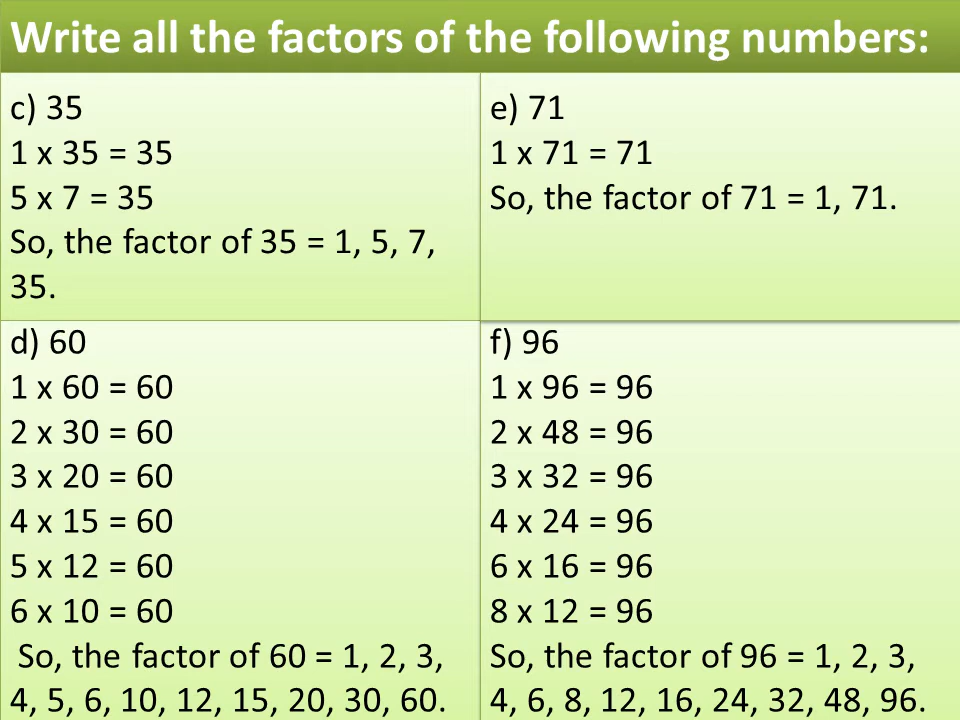 Write all the factors of the following numbers:
c) 35
1 x 35 = 35
5 x 7 = 35
So, the factor of 35 = 1, 5, 7,
35.
e) 71
1 x 71 = 71
So, the factor of 71 = 1, 71.
d) 60
1 x 60 = 60
2 x 30 = 60
3 x 20 = 60
4 x 15 = 60
5 x 12 = 60
6 x 10 = 60
So, the factor of 60 = 1, 2, 3,
4, 5, 6, 10, 12, 15, 20, 30, 60.
f) 96
1 x 96 = 96
2 x 48 = 96
3 x 32 = 96
4 x 24 = 96
6 x 16 = 96
8 x 12 = 96
So, the factor of 96 = 1, 2, 3,
4, 6, 8, 12, 16, 24, 32, 48, 96.